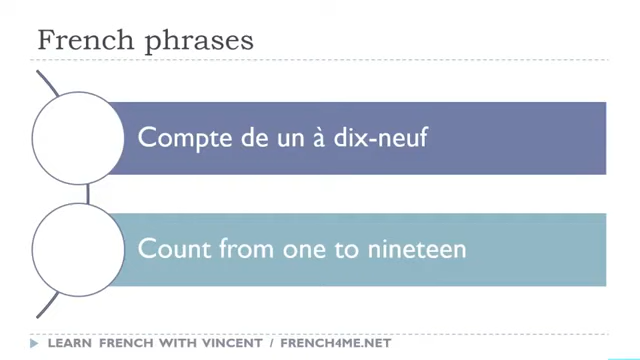 French phrases
Compte de un à dix-neuf
Count from one to nineteen
LEARN FRENCH WITH VINCENT / FRENCH4ME.NET